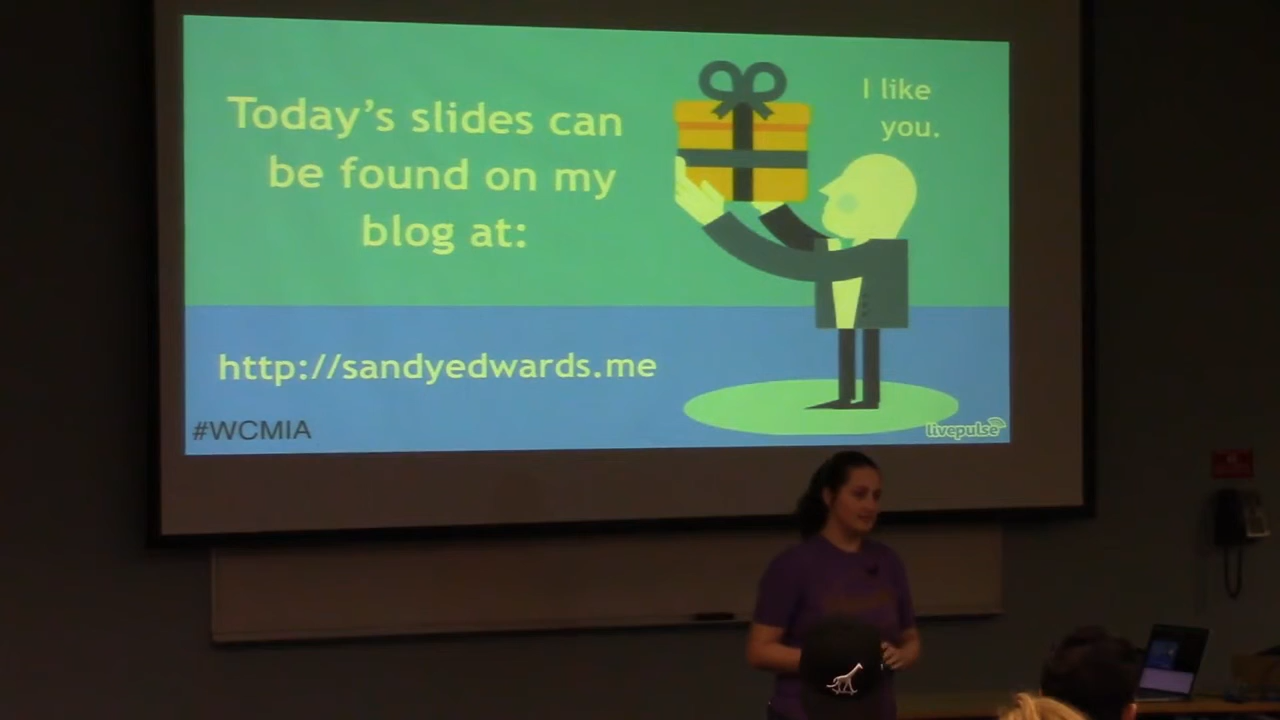 Today's slides can
be found on my
blog at:
I like
you.
http://sandyedwards.me
#WCMIA
livepulse